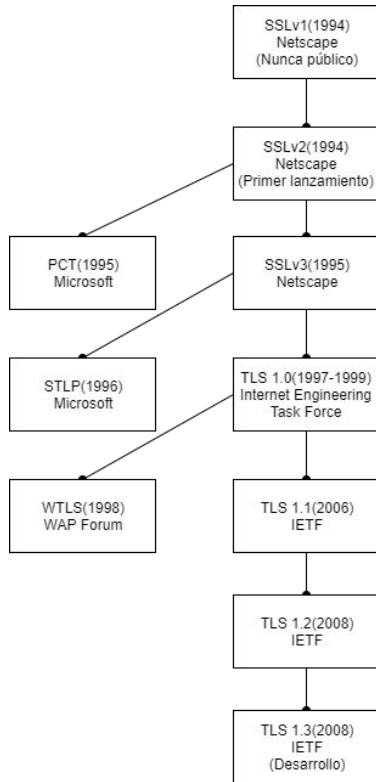 SSLv1(1994)
Netscape
(Nunca público)
SSLv2(1994)
Netscape
(Primer lanzamiento)
PCT(1995)
Microsoft
SSLv3(1995)
Netscape
STLP(1996)
Microsoft
TLS 1.0(1997-1999)
Internet Engineering
Task Force
WTLS(1998)
WAP Forum
TLS 1.1(2006)
IETF
TLS 1.2(2008)
IETF
TLS 1.3(2008)
IETF
(Desarrollo)